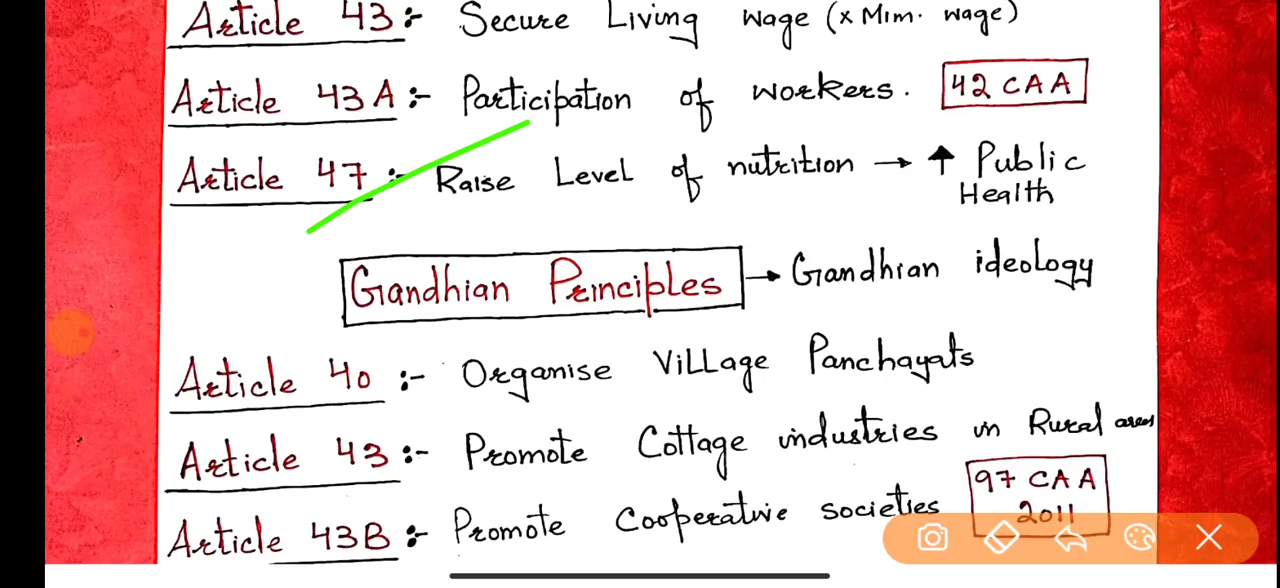 Article 43 :- Secure Living wage (x Mim. wage)
Article 43 A :- Participation of workers. 42 CAA
Article 47 :- Raise Level of nutrition → ↑ Public
Health
Gandhian Principles → Gandhian ideology
Article 40 :- Organise Village Panchayats
Article 43 :- Promote Cottage industries in Rural areas
Article 43B :- Promote Cooperative societies 97 CAA
2011